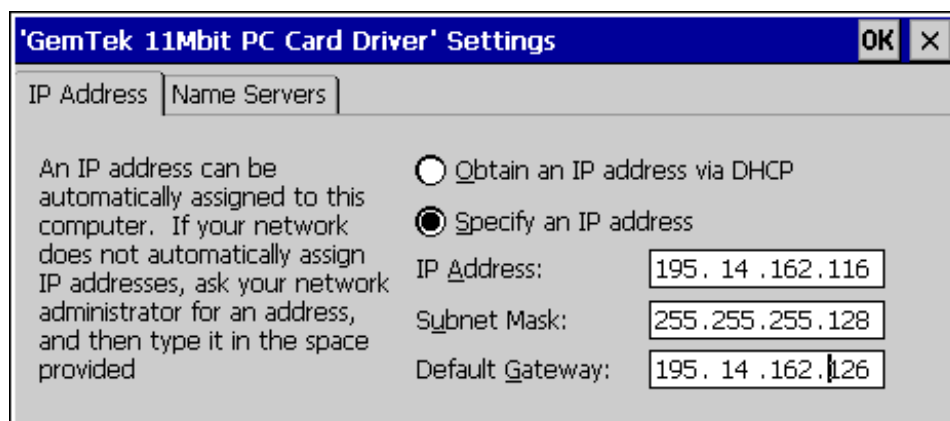 'GemTek 11Mbit PC Card Driver' Settings OK ×
IP Address Name Servers
An IP address can be
automatically assigned to this
computer. If your network
does not automatically assign
IP addresses, ask your network
administrator for an address,
and then type it in the space
provided
Obtain an IP address via DHCP
Specify an IP address
IP Address: 195. 14 .162.116
Subnet Mask: 255.255.255.128
Default Gateway: 195. 14 .162.126